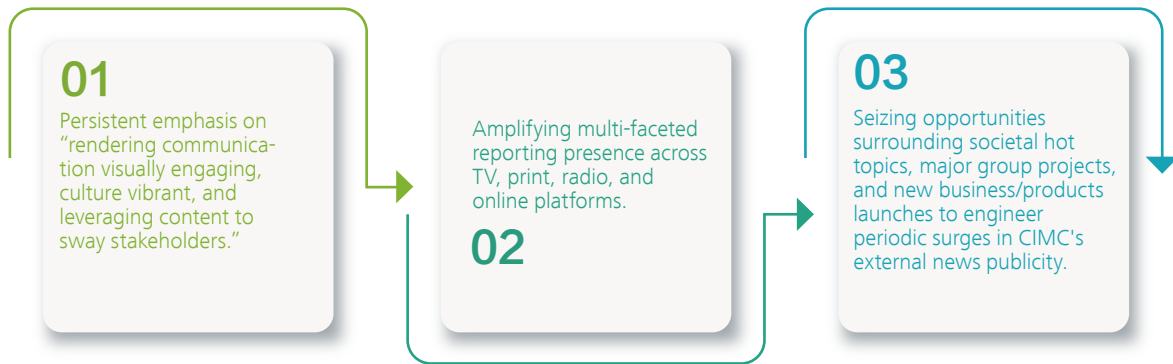 01
Persistent emphasis on
“rendering communica-
tion visually engaging,
culture vibrant, and
leveraging content to
sway stakeholders.”
Amplifying multi-faceted
reporting presence across
TV, print, radio, and
online platforms.
02
03
Seizing opportunities
surrounding societal hot
topics, major group projects,
and new business/products
launches to engineer
periodic surges in CIMC's
external news publicity.